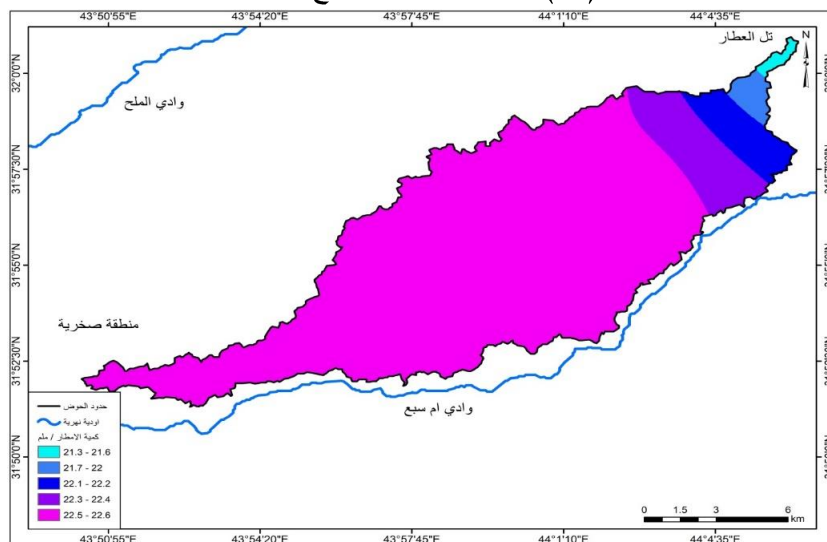 43°50'55"E 43°54'20"E 43°57'45"E 44°1'10"E 44°4'35"E
تل العطار
N
وادي الملح
32°0'0"N
31°57'30"N
31°55'0"N
31°52'30"N
31°50'0"N
منطقة صخرية
وادي ام سبع
حدود الحوض
اودية نهرية
كمية الامطار / ملم
21.3 - 21.6
21.7 - 22
22.1 - 22.2
22.3 - 22.4
22.5 - 22.6
0 1.5 3 6
km
43°50'55"E 43°54'20"E 43°57'45"E 44°1'10"E 44°4'35"E